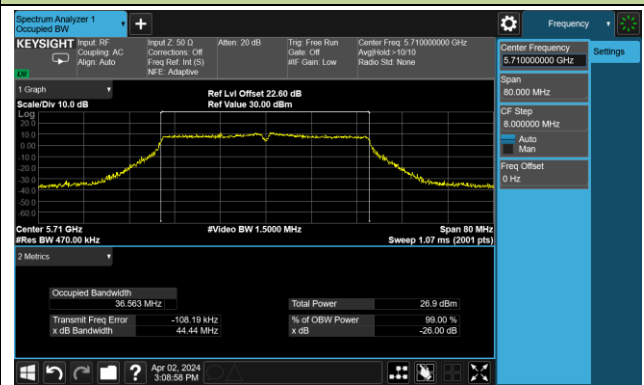 Spectrum Analyzer 1
Occupied BW
+
Frequency
KEYSIGHT
Input: RF
Coupling: AC
Align: Auto
Input Z: 50 Ω
Corrections: Off
Freq Ref: Int (S)
NFE: Adaptive
Atten: 20 dB
Trig: Free Run
Gate: Off
#IF Gain: Low
Center Freq: 5.710000000 GHz
Avg|Hold:>10/10
Radio Std: None
Center Frequency
5.710000000 GHz
Settings
Span
80.000 MHz
CF Step
8.000000 MHz
Auto
Man
Freq Offset
0 Hz
1 Graph
Scale/Div 10.0 dB
Ref Lvl Offset 22.60 dB
Ref Value 30.00 dBm
Log
20.0
10.0
0.00
-10.0
-20.0
-30.0
-40.0
-50.0
-60.0
Center 5.71 GHz
#Res BW 470.00 kHz
#Video BW 1.5000 MHz
Span 80 MHz
Sweep 1.07 ms (2001 pts)
2 Metrics
Occupied Bandwidth
36.563 MHz
Total Power 26.9 dBm
Transmit Freq Error -108.19 kHz
% of OBW Power 99.00 %
x dB Bandwidth 44.44 MHz
x dB -26.00 dB
?
Apr 02, 2024
3:08:58 PM